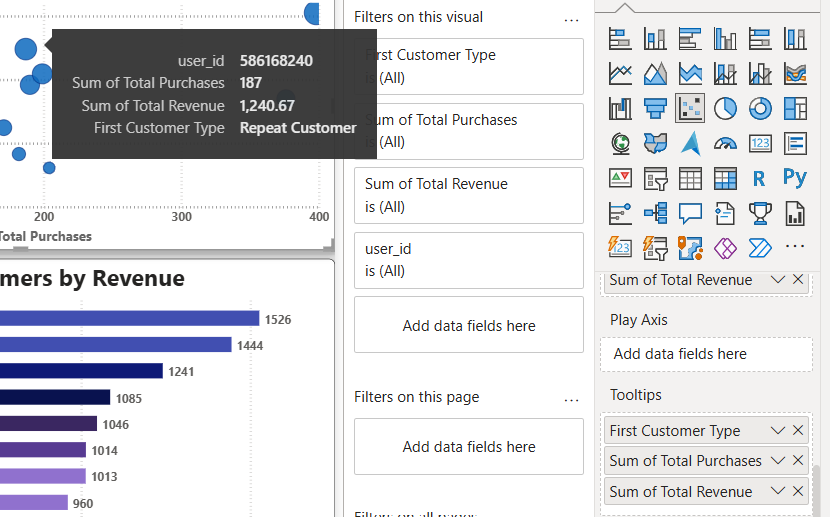 user_id 586168240
Sum of Total Purchases 187
Sum of Total Revenue 1,240.67
First Customer Type Repeat Customer
200 300 400
Total Purchases
mers by Revenue
1526
1444
1241
1085
1046
1014
1013
960
Filters on this visual ...
First Customer Type
is (All)
Sum of Total Purchases
is (All)
Sum of Total Revenue
is (All)
user_id
is (All)
Add data fields here
Filters on this page ...
Add data fields here
Filters on all pages
123
R Py
123
...
Sum of Total Revenue
Play Axis
Add data fields here
Tooltips
First Customer Type
Sum of Total Purchases
Sum of Total Revenue